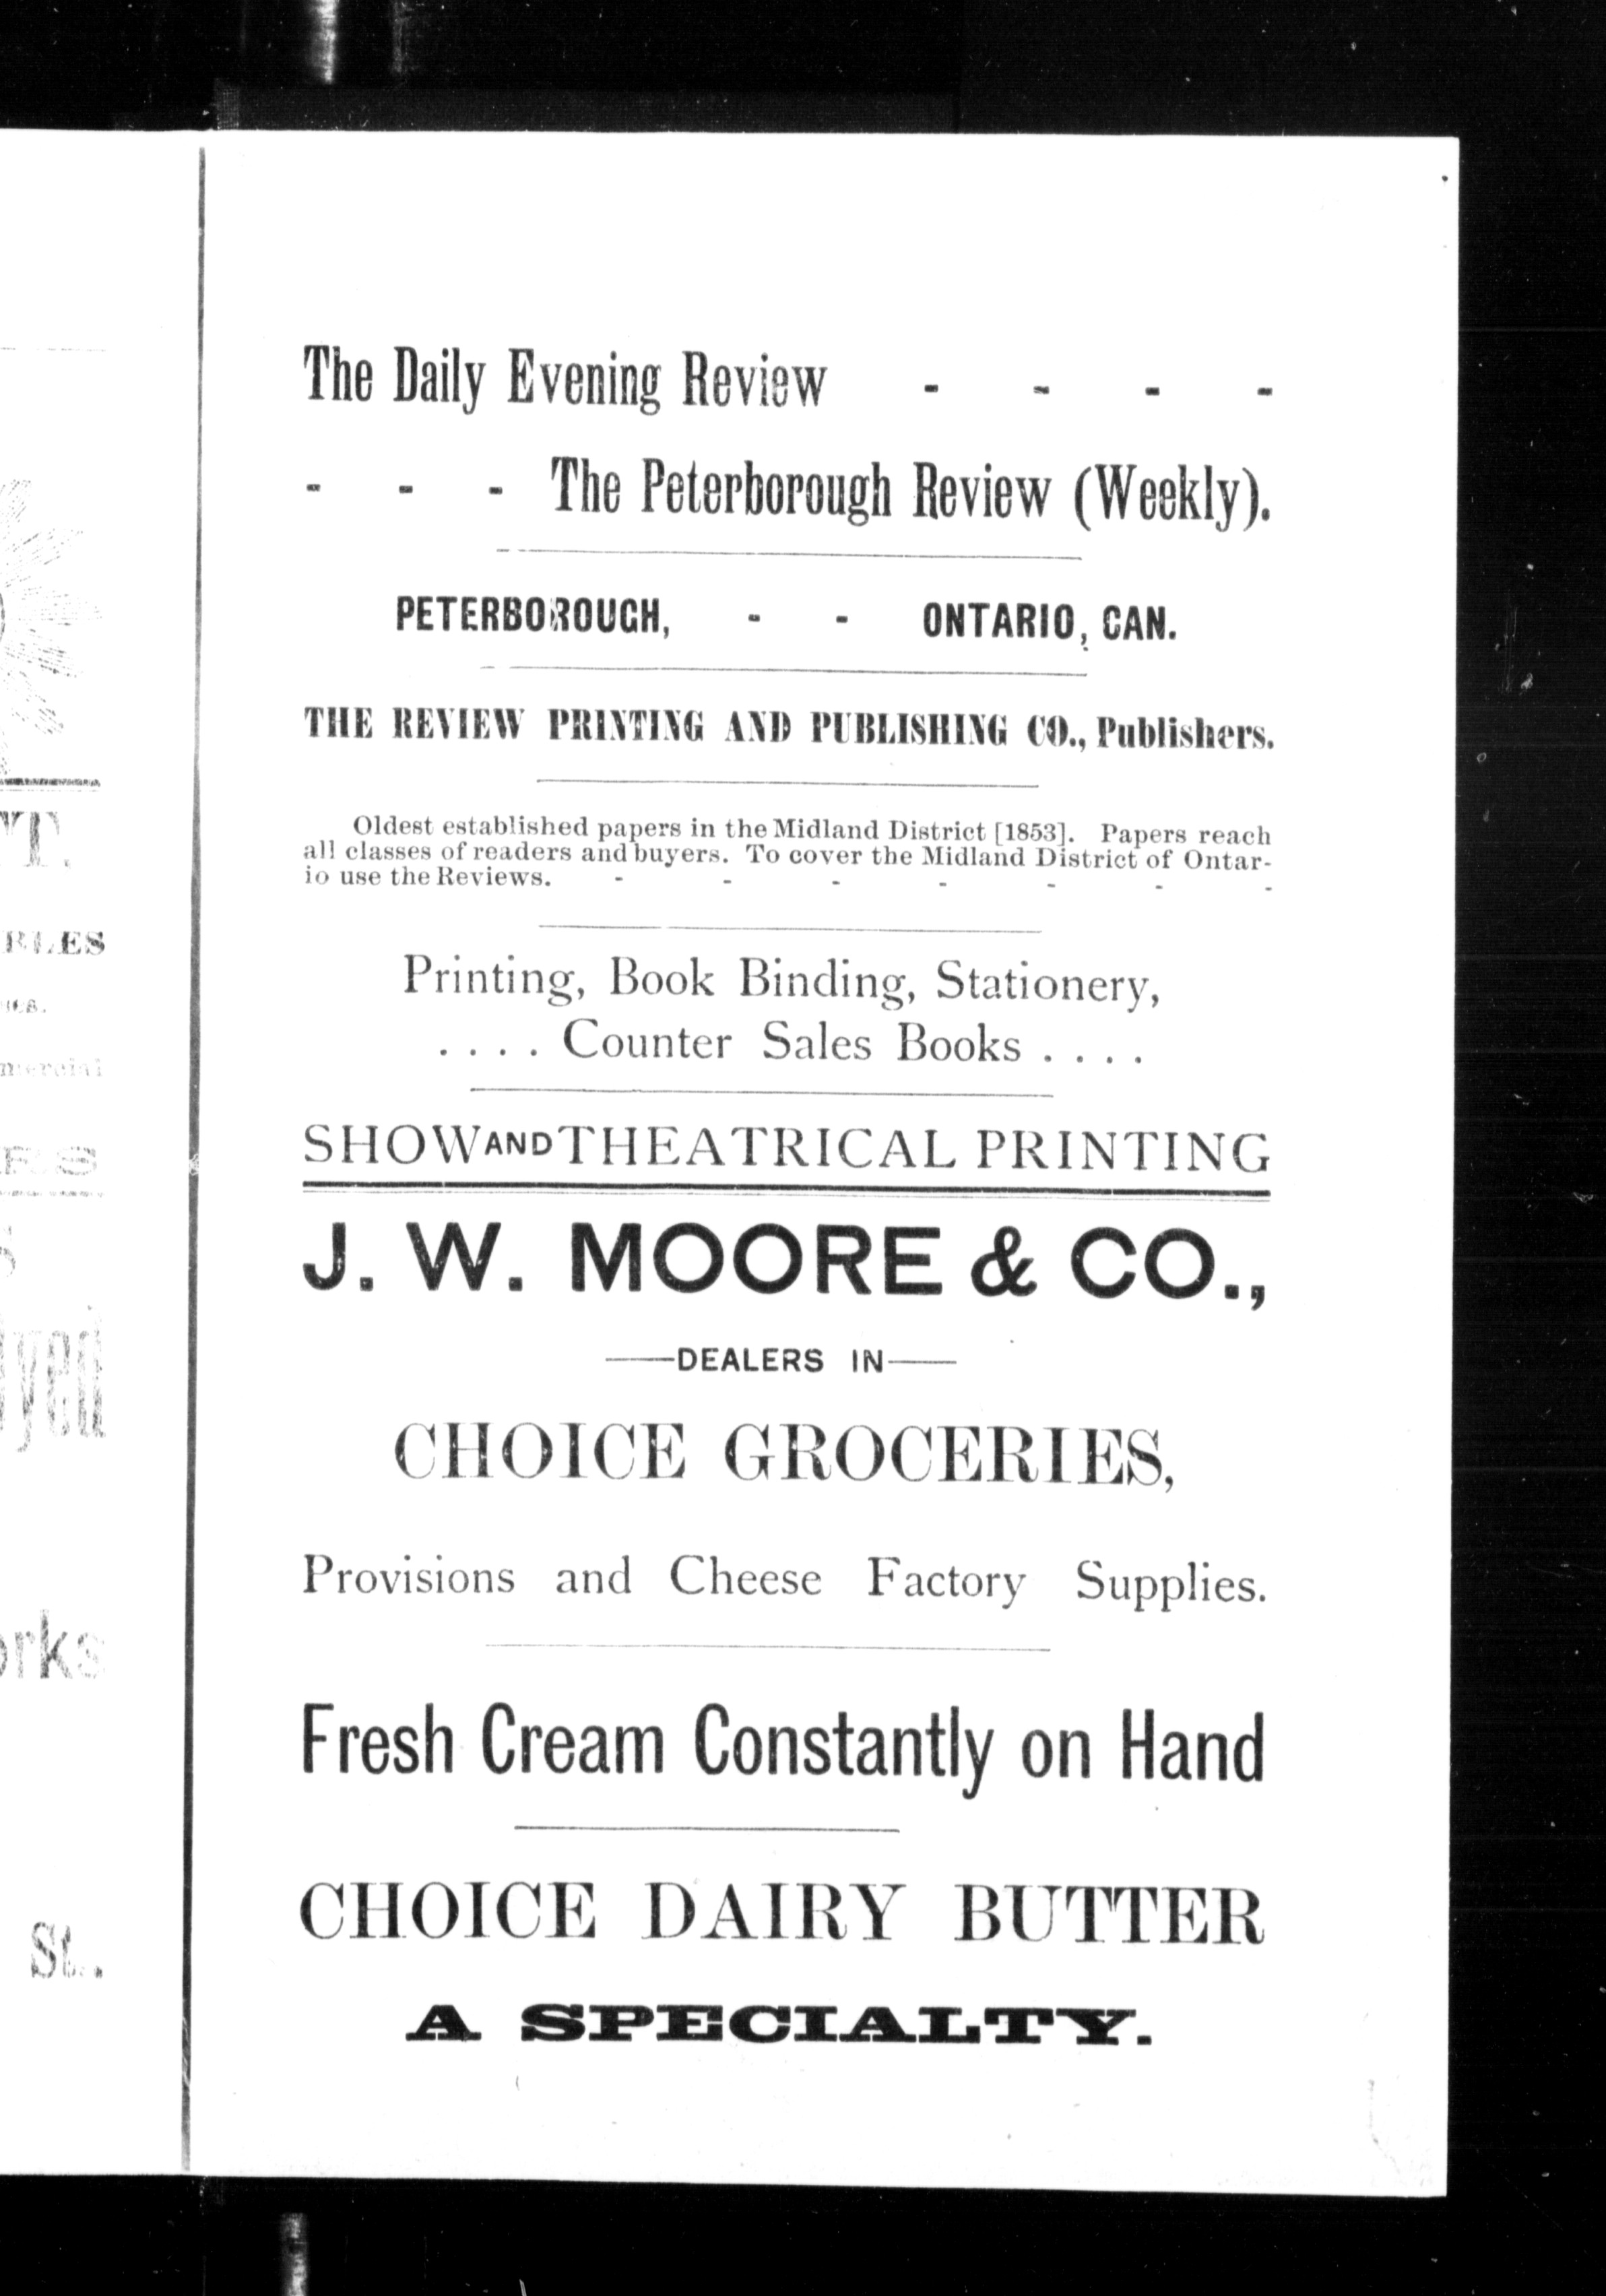 The Daily Evening Review - - - -
- - - The Peterborough Review (Weekly).
PETERBOROUGH, - - ONTARIO, CAN.
THE REVIEW PRINTING AND PUBLISHING CO., Publishers.
Oldest established papers in the Midland District [1853]. Papers reach
all classes of readers and buyers. To cover the Midland District of Ontar-
io use the Reviews. - - - - - - -
Printing, Book Binding, Stationery,
. . . . Counter Sales Books . . . .
SHOW AND THEATRICAL PRINTING
J. W. MOORE & CO.,
——DEALERS IN——
CHOICE GROCERIES,
Provisions and Cheese Factory Supplies.
Fresh Cream Constantly on Hand
CHOICE DAIRY BUTTER
A SPECIALTY.
St.